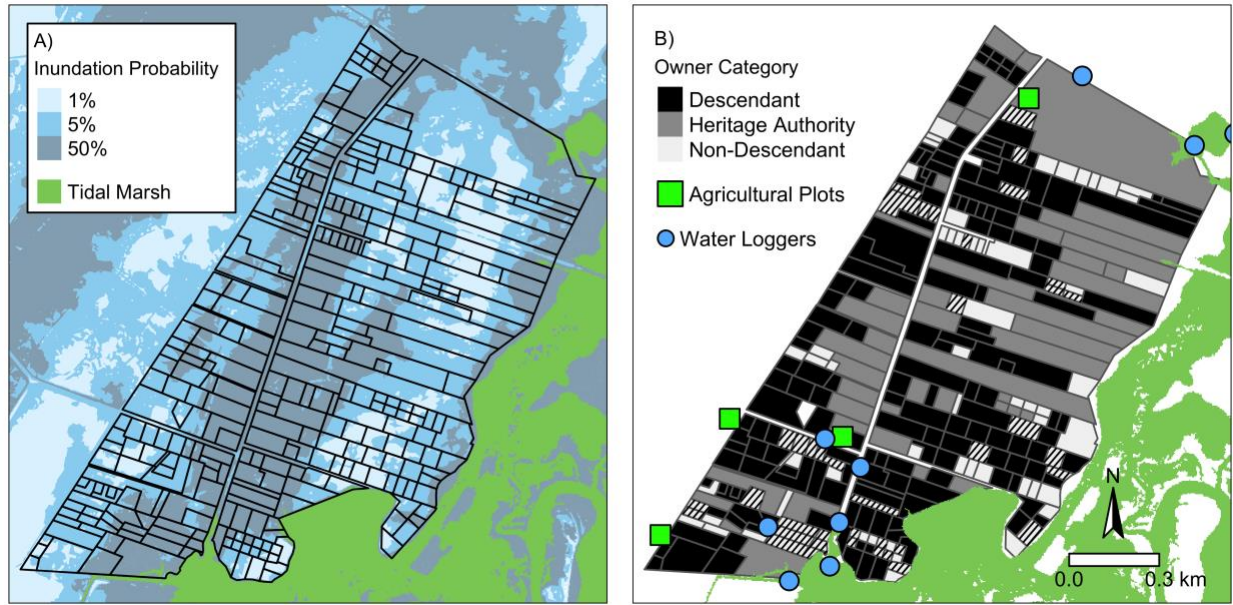 A)
Inundation Probability
1%
5%
50%
Tidal Marsh
B)
Owner Category
Descendant
Heritage Authority
Non-Descendant
Agricultural Plots
Water Loggers
N
0.0 0.3 km